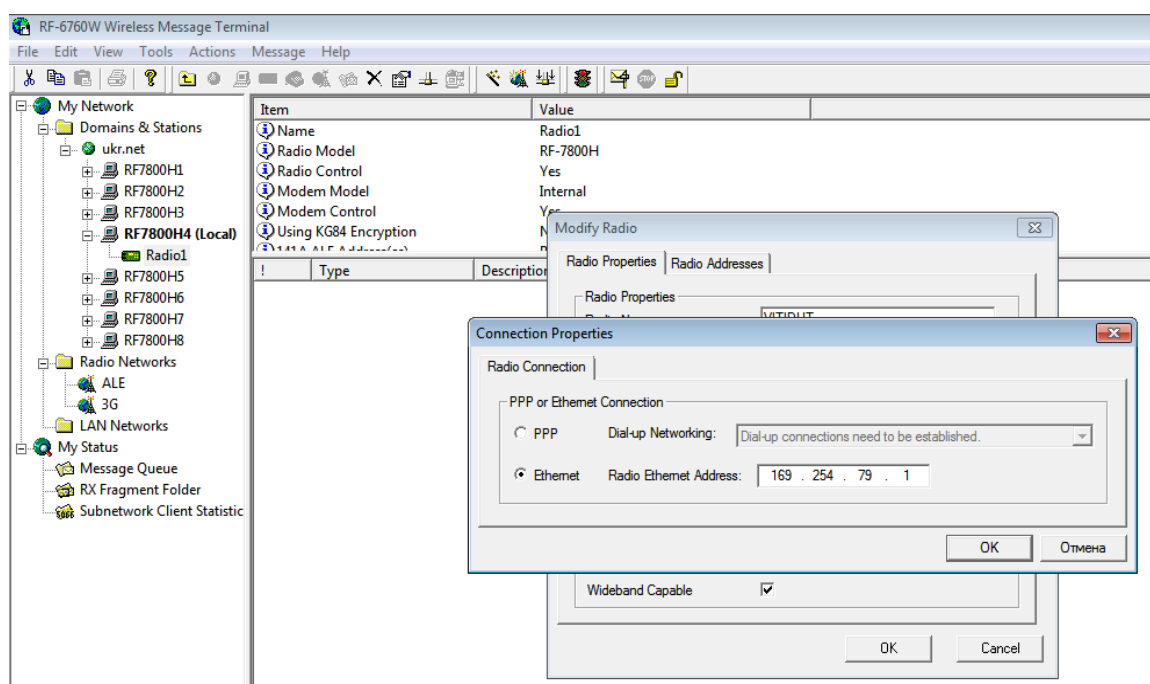 RF-6760W Wireless Message Terminal
File Edit View Tools Actions Message Help
My Network
Domains & Stations
ukr.net
RF7800H1
RF7800H2
RF7800H3
RF7800H4 (Local)
Radio1
RF7800H5
RF7800H6
RF7800H7
RF7800H8
Radio Networks
ALE
3G
LAN Networks
My Status
Message Queue
RX Fragment Folder
Subnetwork Client Statistic
Item Value
Name Radio1
Radio Model RF-7800H
Radio Control Yes
Modem Model Internal
Modem Control Yes
Using KG84 Encryption
! Type Description
Modify Radio
Radio Properties Radio Addresses
Radio Properties
Connection Properties
Radio Connection
PPP or Ethernet Connection
PPP Dial-up Networking: Dial-up connections need to be established.
Ethernet Radio Ethernet Address: 169 . 254 . 79 . 1
OK Отмена
Wideband Capable
OK Cancel